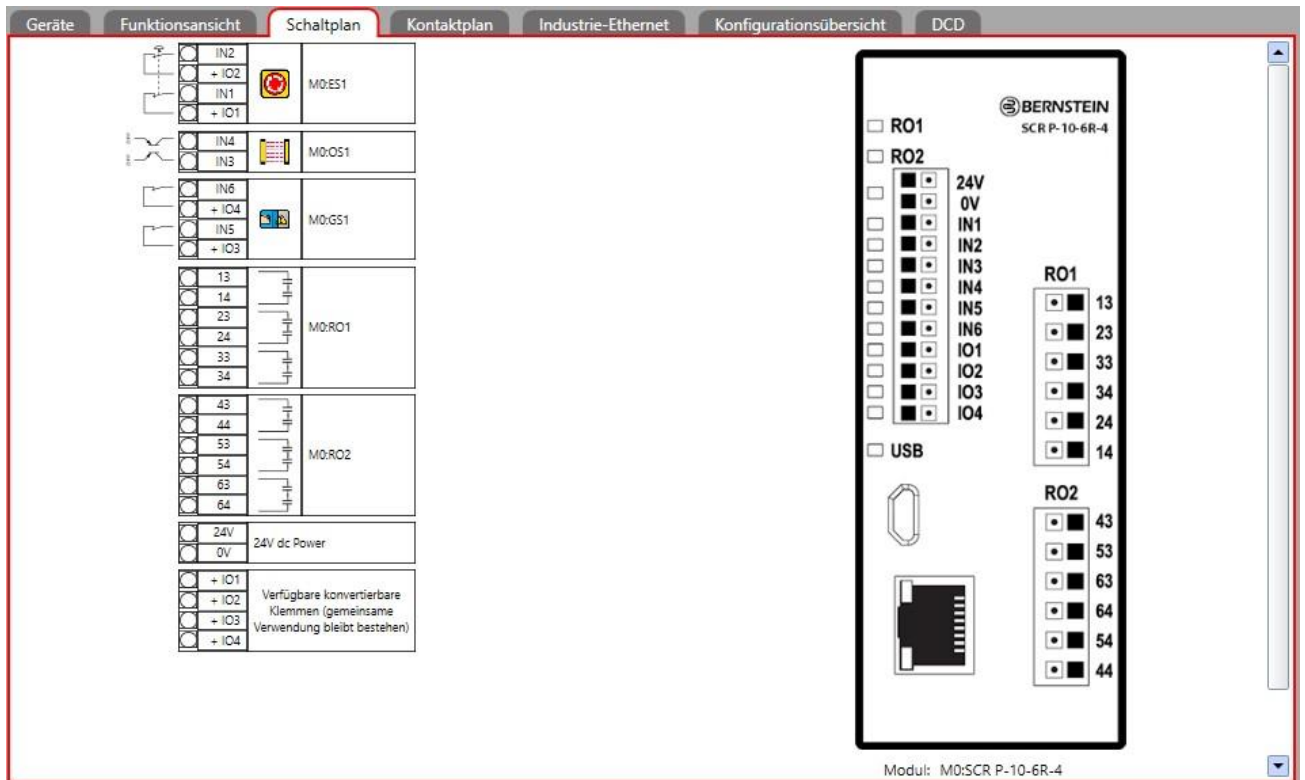 Geräte Funktionsansicht Schaltplan Kontaktplan Industrie-Ethernet Konfigurationsübersicht DCD
IN2
+ IO2
IN1
+ IO1
M0:ES1
IN4
IN3
M0:OS1
IN6
+ IO4
IN5
+ IO3
M0:GS1
13
14
23
24
33
34
M0:RO1
43
44
53
54
63
64
M0:RO2
24V
0V
24V dc Power
+ IO1
+ IO2
+ IO3
+ IO4
Verfügbare konvertierbare
Klemmen (gemeinsame
Verwendung bleibt bestehen)
BERNSTEIN
SCR P-10-6R-4
RO1
RO2
24V
0V
IN1
IN2
IN3
IN4
IN5
IN6
IO1
IO2
IO3
IO4
USB
RO1
13
23
33
34
24
14
RO2
43
53
63
64
54
44
Modul: M0:SCR P-10-6R-4